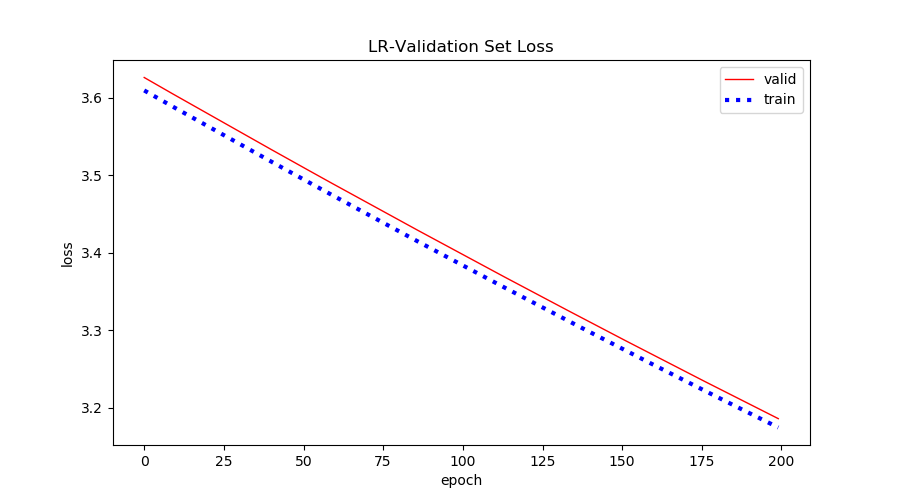 LR-Validation Set Loss
valid
train
3.6
3.5
3.4
3.3
3.2
loss
0 25 50 75 100 125 150 175 200
epoch